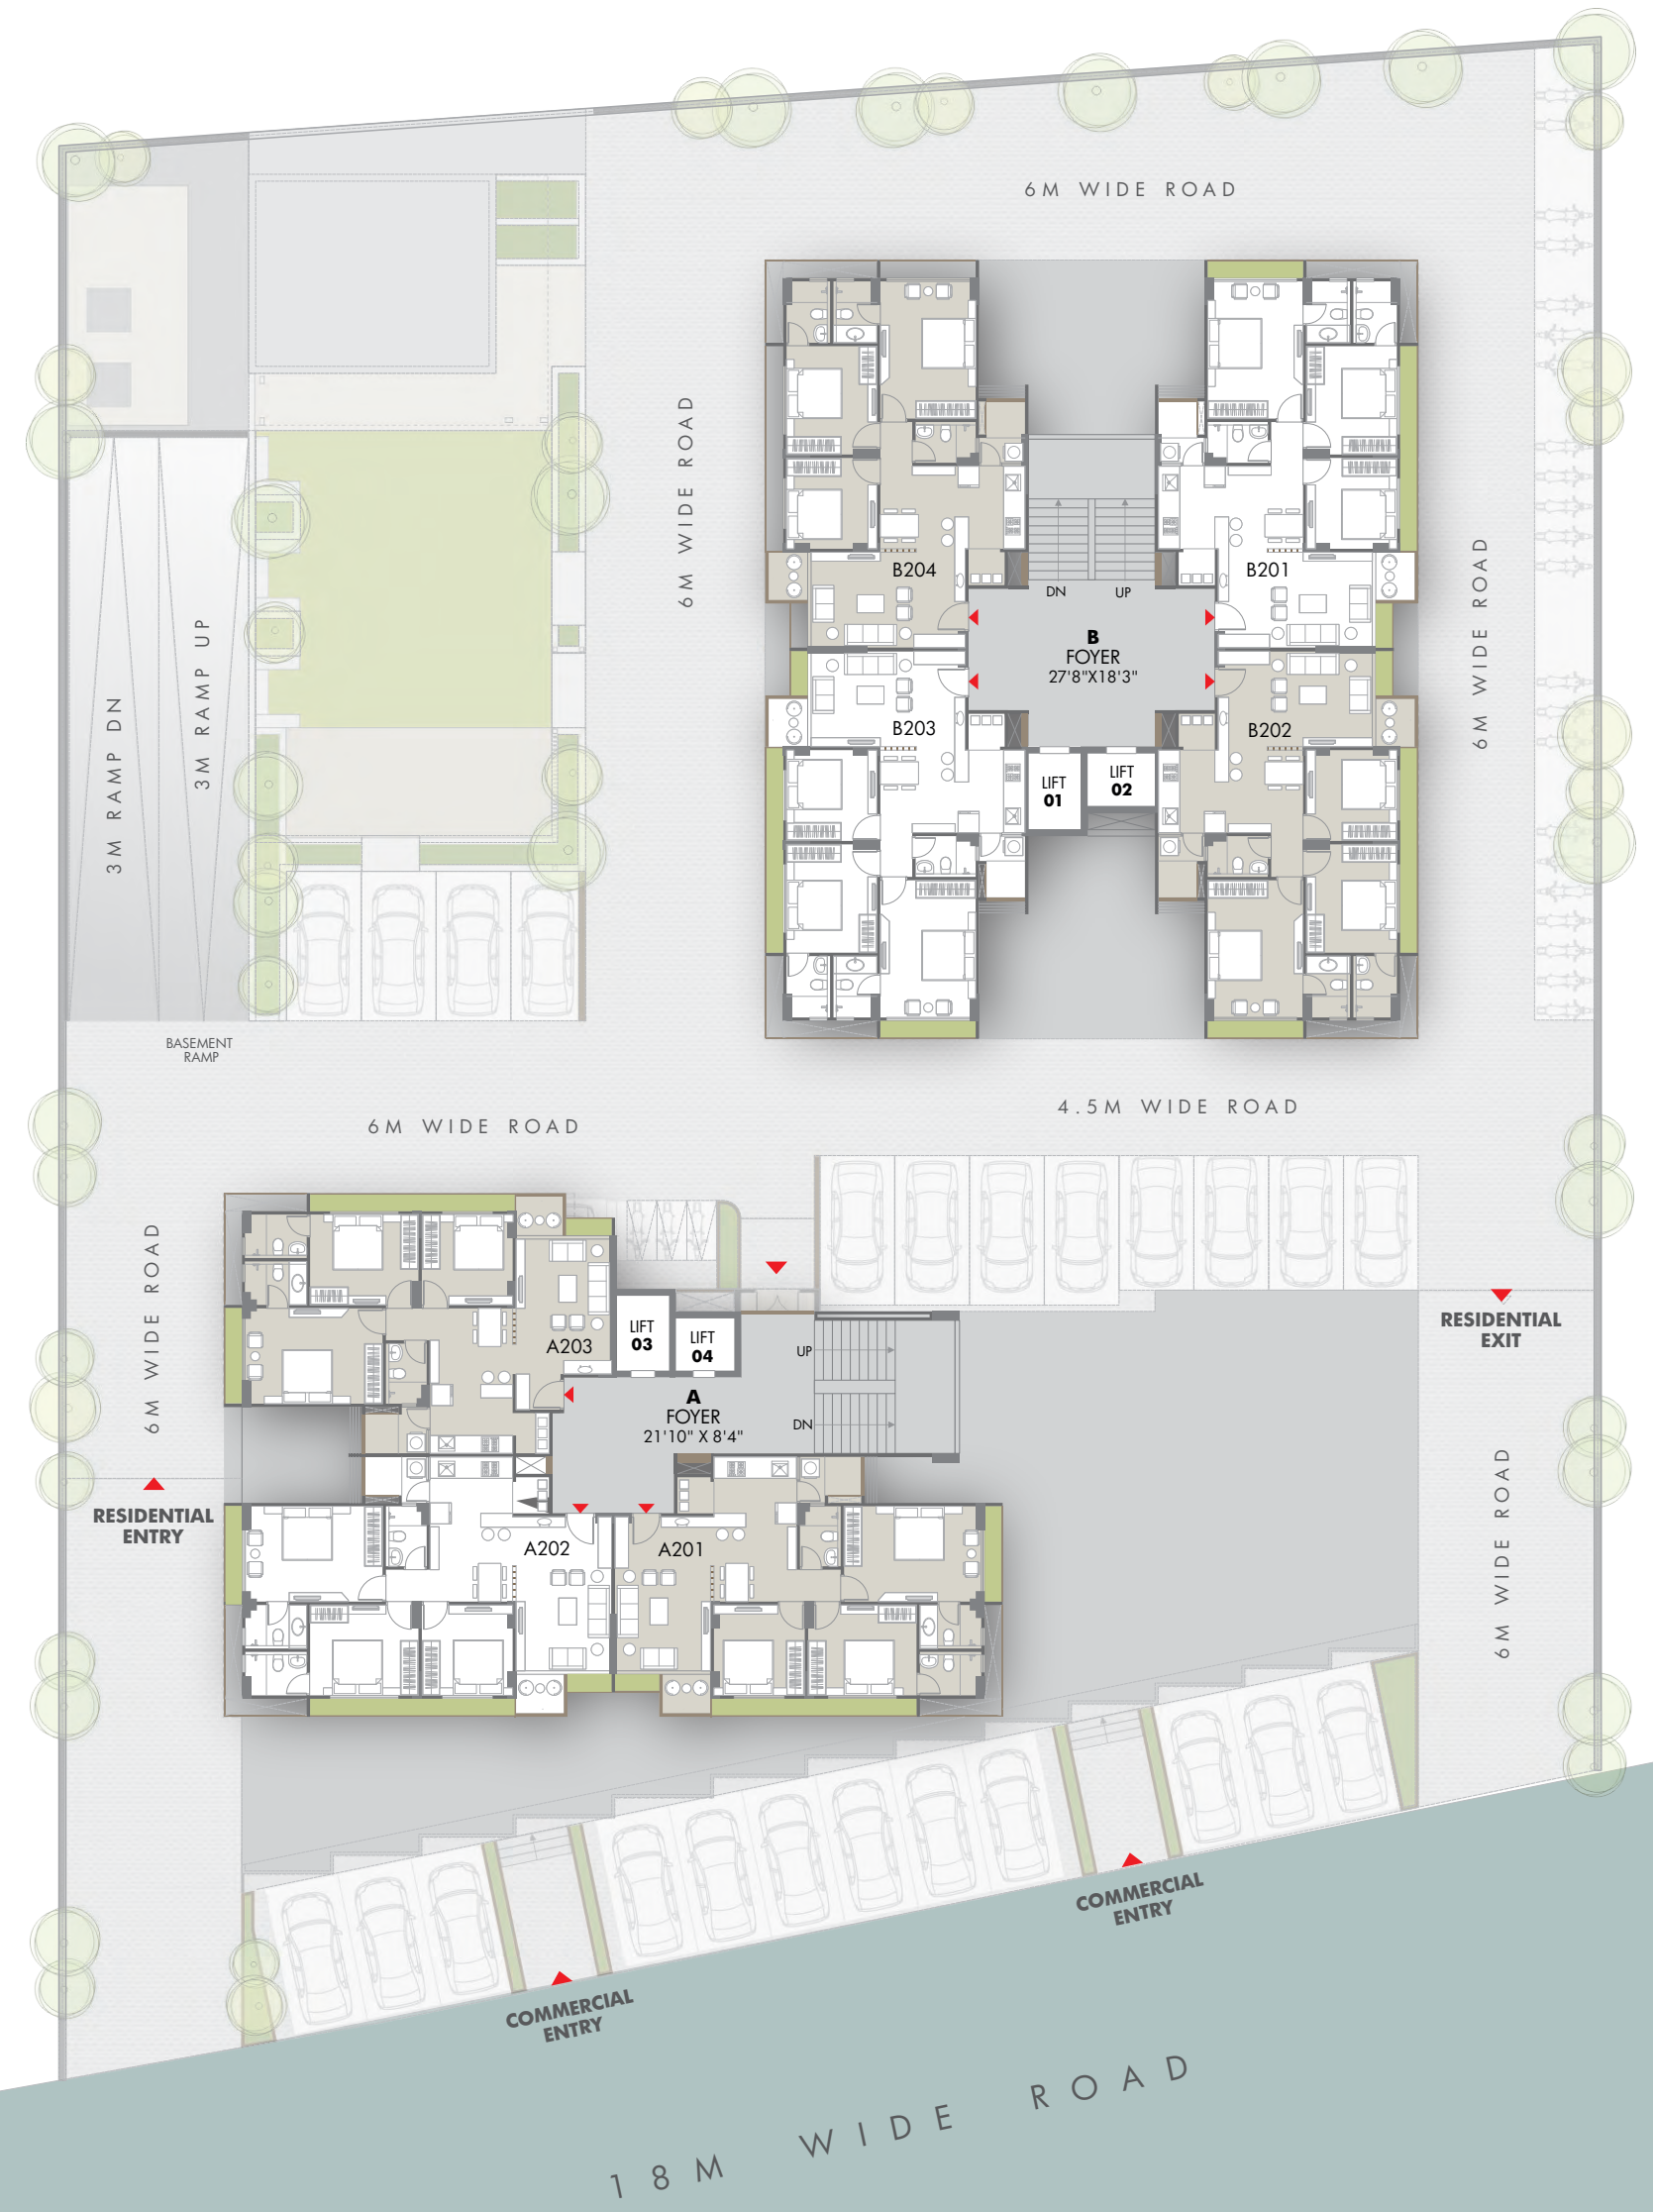 6M WIDE ROAD
6M WIDE ROAD
6M WIDE ROAD
3M RAMP DN
3M RAMP UP
B204
B201
DN
UP
B
FOYER
27'8"X18'3"
B203
B202
LIFT
01
LIFT
02
BASEMENT
RAMP
6M WIDE ROAD
4.5M WIDE ROAD
6M WIDE ROAD
RESIDENTIAL
EXIT
LIFT
03
LIFT
04
A203
UP
A
FOYER
21'10" X 8'4"
DN
RESIDENTIAL
ENTRY
A202
A201
6M WIDE ROAD
COMMERCIAL
ENTRY
COMMERCIAL
ENTRY
18M WIDE ROAD